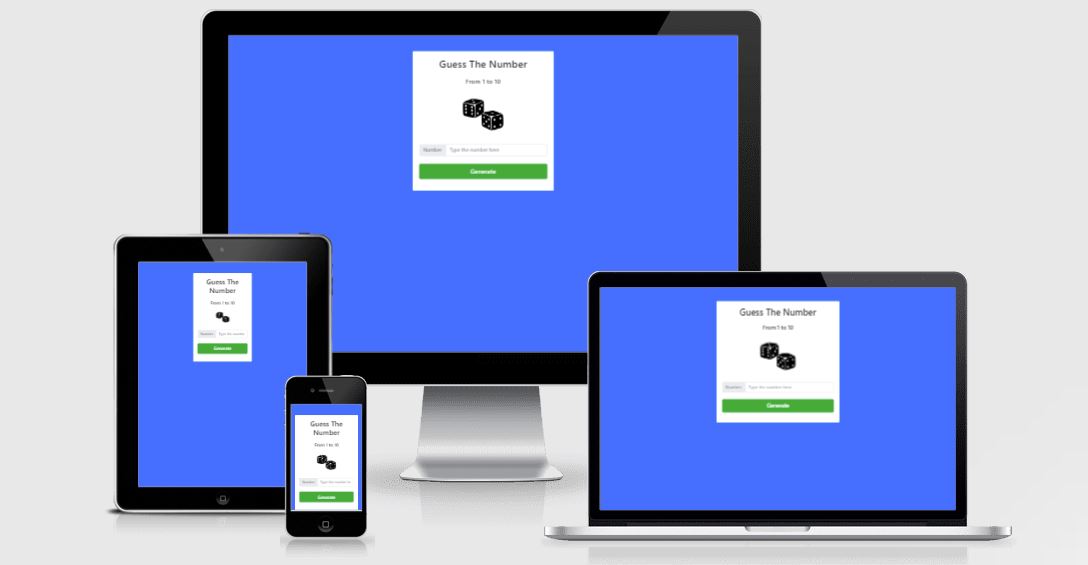 Guess The Number
From 1 to 10
Number
Type the number here
Generate
Guess The
Number
From 1 to 10
Number
Type the number
Generate
Guess The
Number
From 1 to 10
Number
Type the number in
Generate
Guess The Number
From 1 to 10
Number
Type the number here
Generate